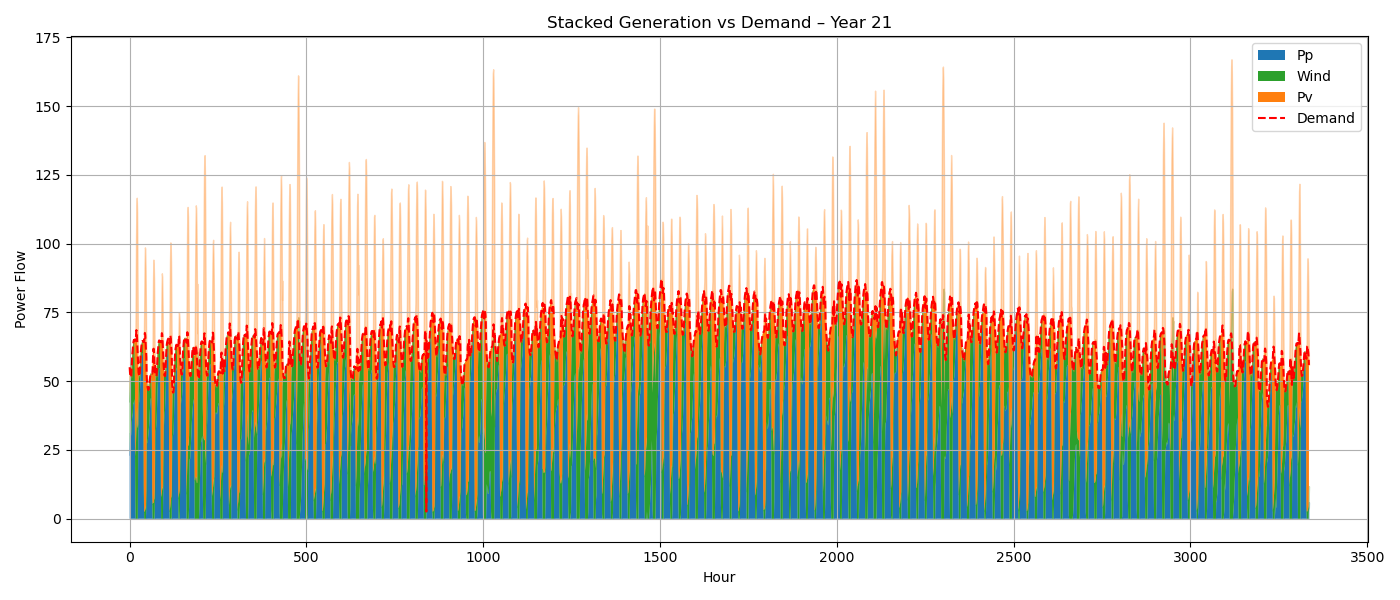 Stacked Generation vs Demand – Year 21
175
150
125
100
75
50
25
0
Power Flow
Pp
Wind
Pv
Demand
0 500 1000 1500 2000 2500 3000 3500
Hour